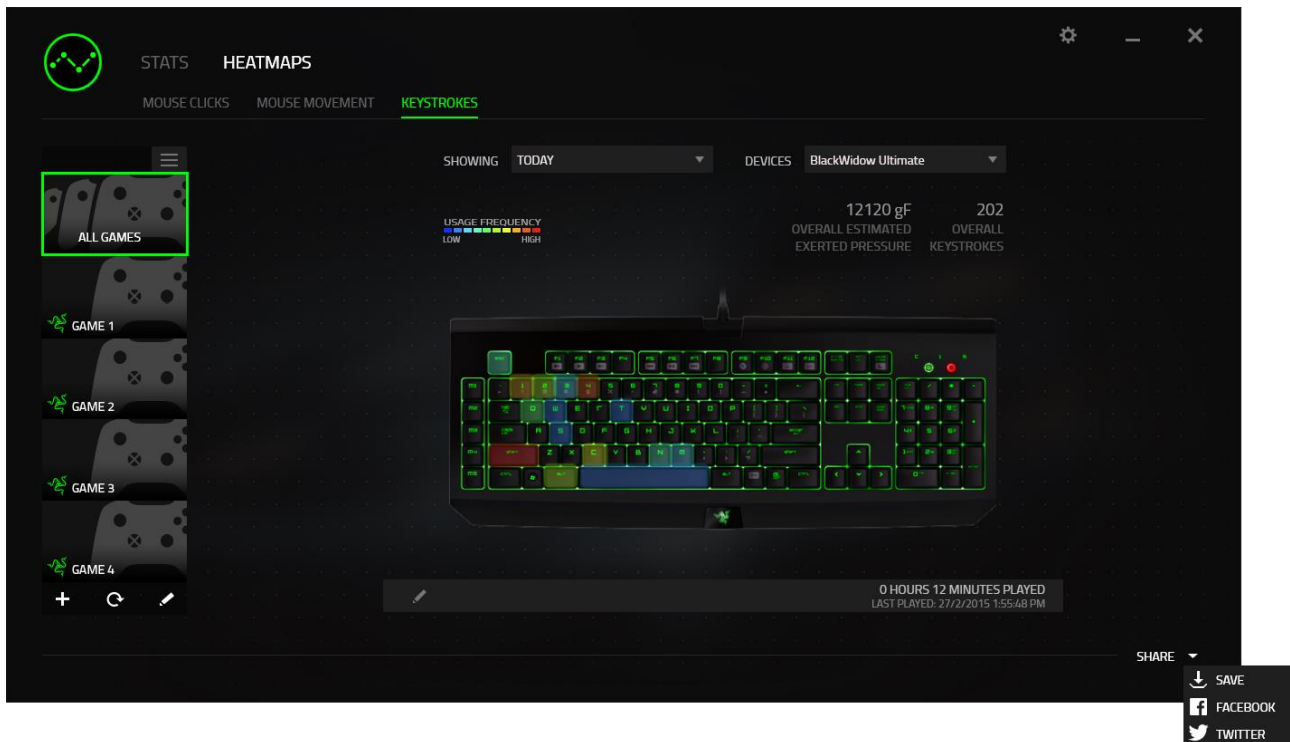 STATS HEATMAPS
MOUSE CLICKS MOUSE MOVEMENT KEYSTROKES
SHOWING TODAY DEVICES BlackWidow Ultimate
USAGE FREQUENCY
LOW HIGH
12120 gF 202
OVERALL ESTIMATED OVERALL
EXERTED PRESSURE KEYSTROKES
ALL GAMES
GAME 1
GAME 2
GAME 3
GAME 4
0 HOURS 12 MINUTES PLAYED
LAST PLAYED: 27/2/2015 1:55:48 PM
SHARE
SAVE
FACEBOOK
TWITTER